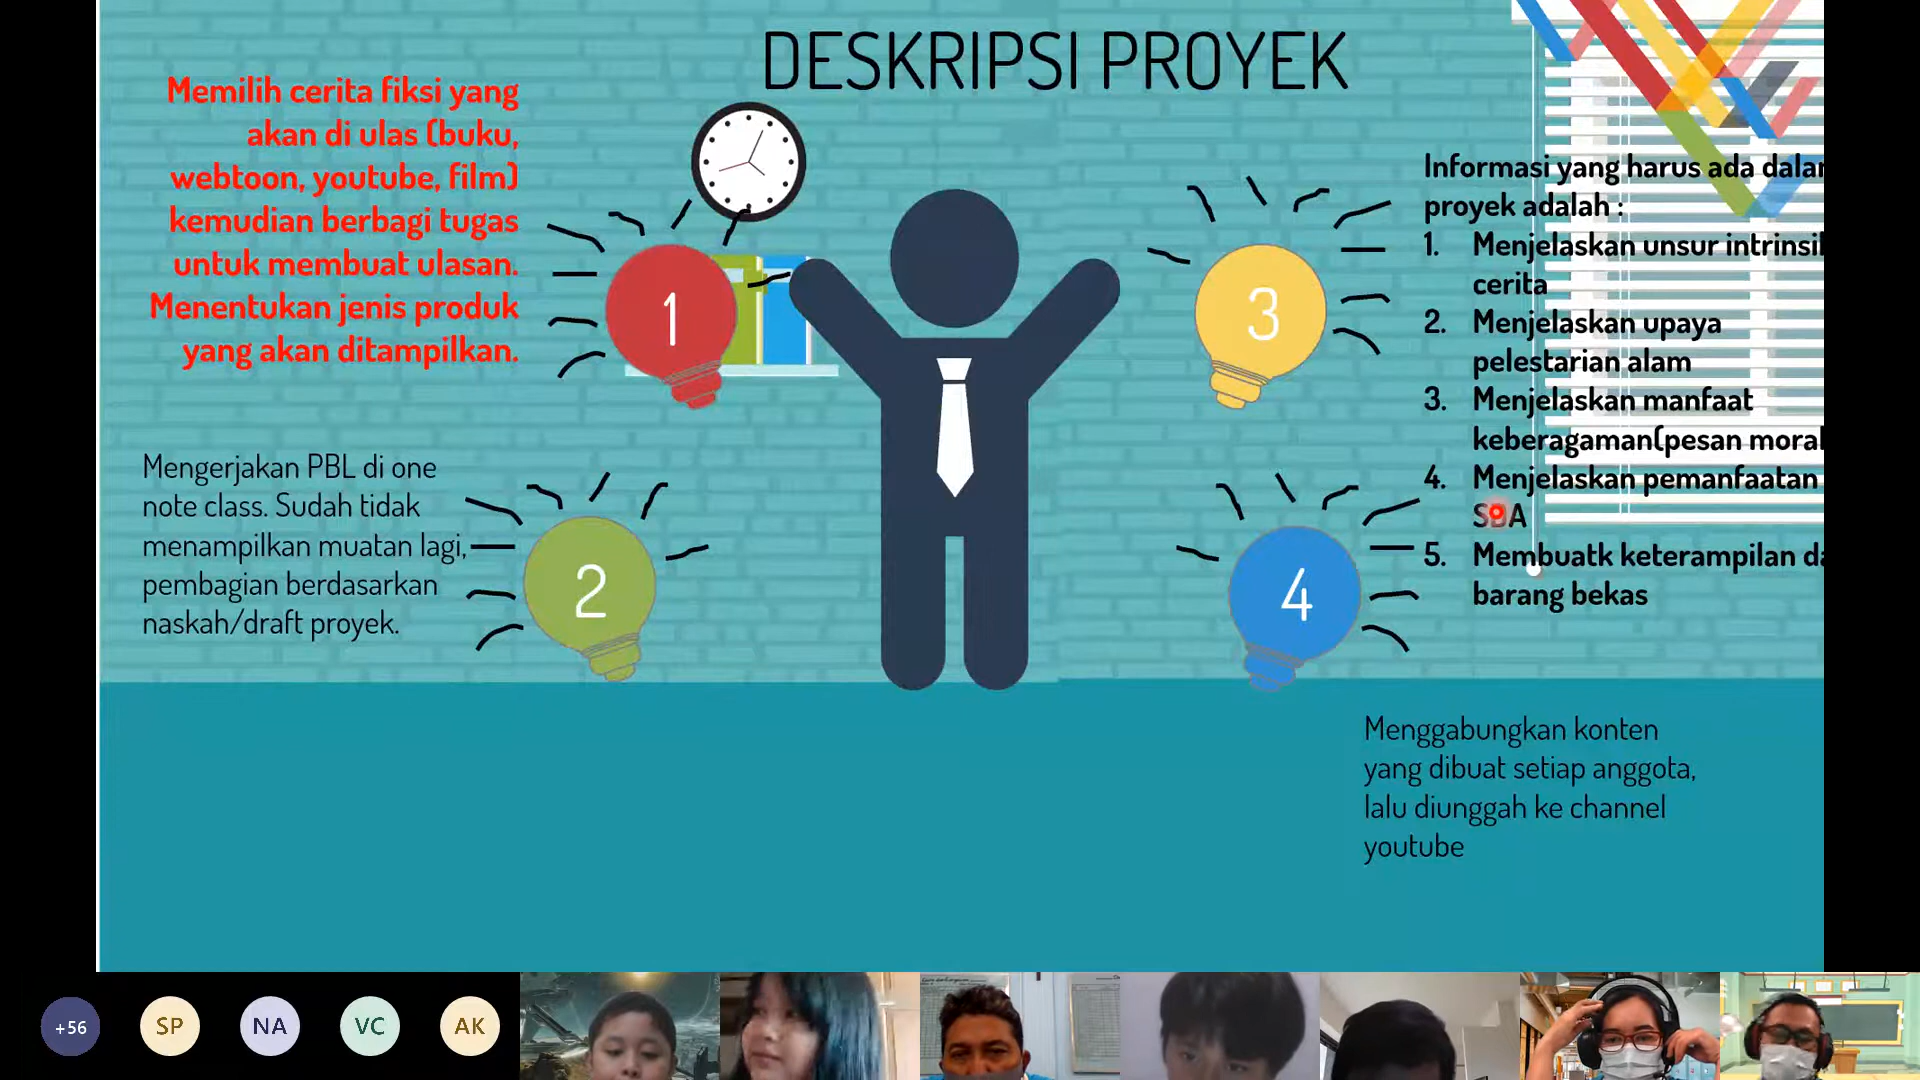 DESKRIPSI PROYEK
Memilih cerita fiksi yang
akan di ulas (buku,
webtoon, youtube, film)
kemudian berbagi tugas
untuk membuat ulasan.
Menentukan jenis produk
yang akan ditampilkan.
1
Mengerjakan PBL di one
note class. Sudah tidak
menampilkan muatan lagi,
pembagian berdasarkan
naskah/draft proyek.
2
3
Informasi yang harus ada dalam
proyek adalah :
1. Menjelaskan unsur intrinsik
cerita
2. Menjelaskan upaya
pelestarian alam
3. Menjelaskan manfaat
keberagaman(pesan moral
4. Menjelaskan pemanfaatan
SDA
5. Membuatk keterampilan da
barang bekas
4
Menggabungkan konten
yang dibuat setiap anggota,
lalu diunggah ke channel
youtube
+56
SP
NA
VC
AK